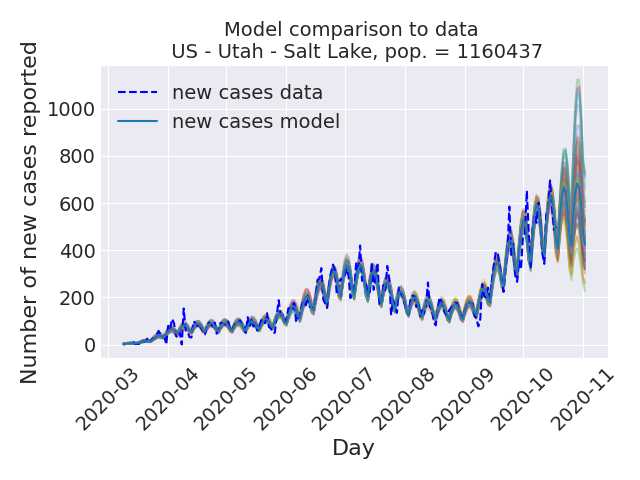 Model comparison to data
US - Utah - Salt Lake, pop. = 1160437
Number of new cases reported
1000
800
600
400
200
0
new cases data
new cases model
2020-03
2020-04
2020-05
2020-06
2020-07
2020-08
2020-09
2020-10
2020-11
Day